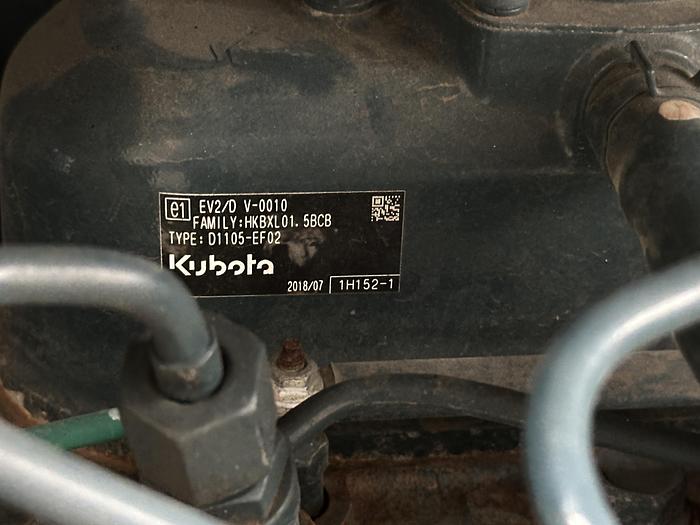 e1 EV2/D V-0010
FAMILY:HKBXL01.5BCB
TYPE: D1105-EF02
Kubota
2018/07 1H152-1